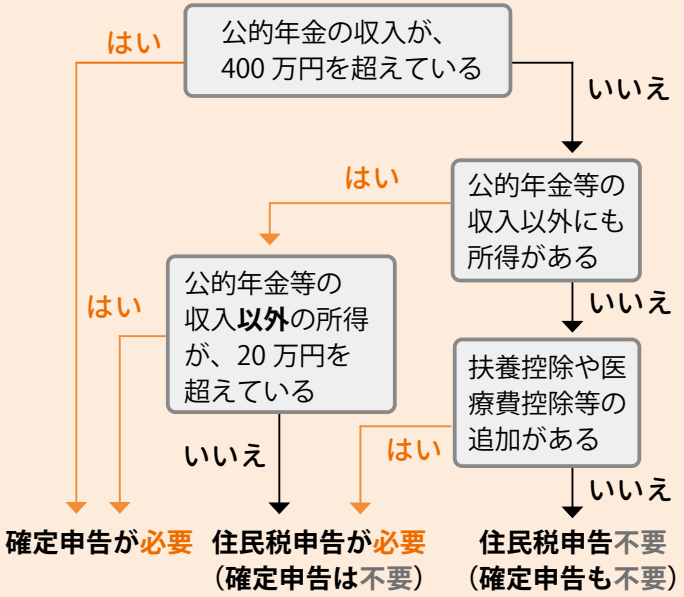 公的年金の収入が、
400万円を超えている
はい
いいえ
公的年金等の
収入以外にも
所得がある
はい
いいえ
公的年金等の
収入以外の所得
が、20万円を
超えている
はい
いいえ
扶養控除や医
療費控除等の
追加がある
はい
いいえ
確定申告が必要
住民税申告が必要
（確定申告は不要）
住民税申告不要
（確定申告も不要）